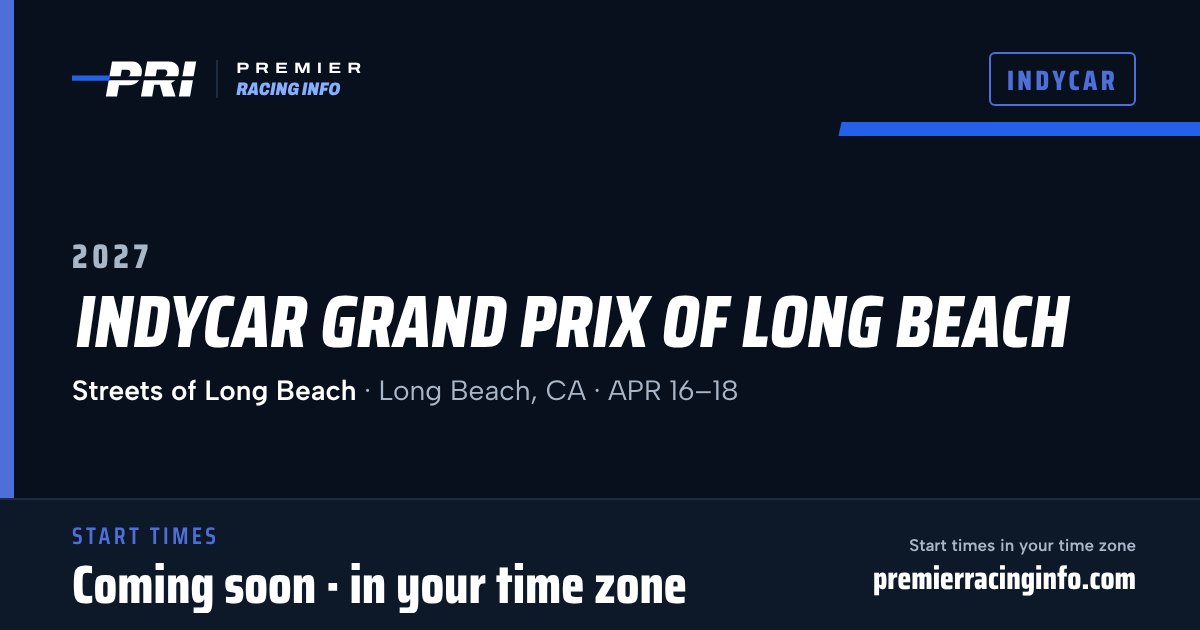 PRI
PREMIER
RACING INFO
INDYCAR
2027
INDYCAR GRAND PRIX OF LONG BEACH
Streets of Long Beach · Long Beach, CA · APR 16–18
START TIMES
Coming soon · in your time zone
Start times in your time zone
premierracinginfo.com